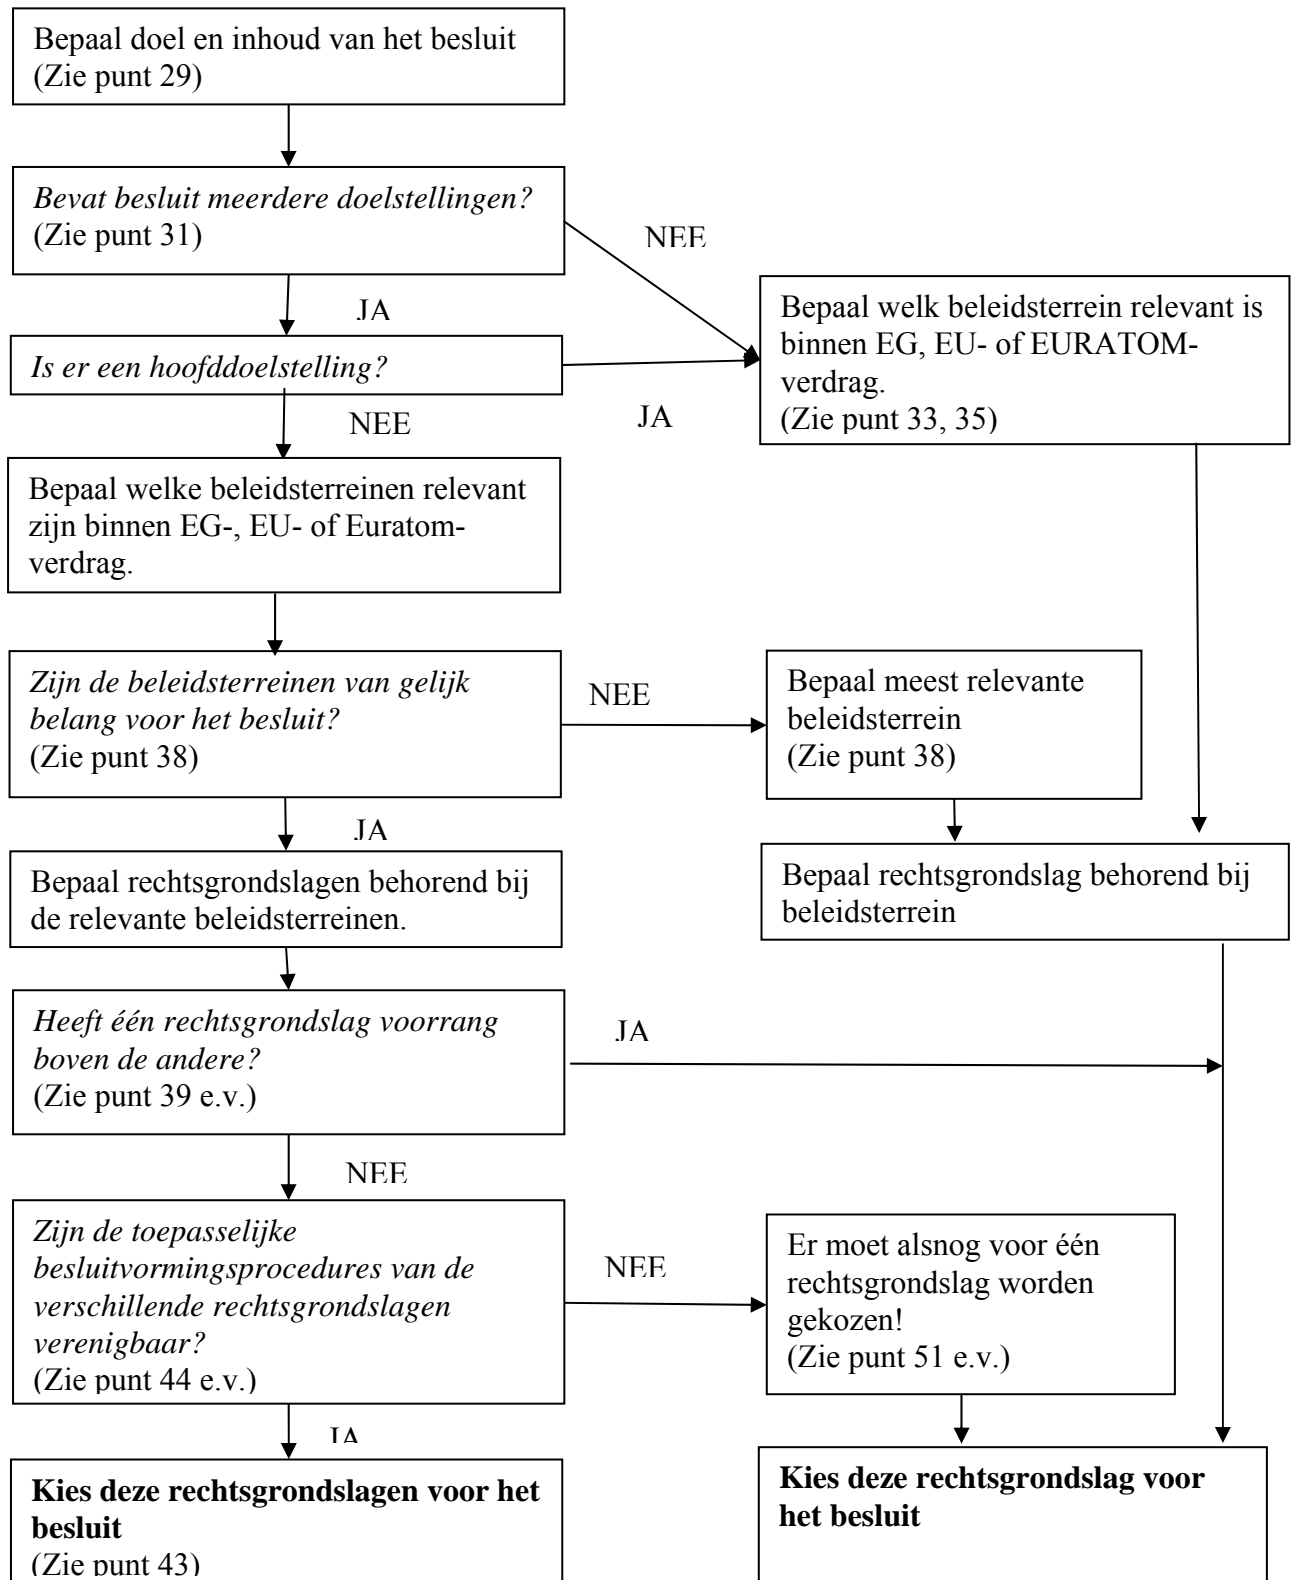 Bepaal doel en inhoud van het besluit
(Zie punt 29)
Bevat besluit meerdere doelstellingen?
(Zie punt 31)
NEE
JA
Bepaal welk beleidsterrein relevant is
binnen EG, EU- of EURATOM-
verdrag.
(Zie punt 33, 35)
Is er een hoofddoelstelling?
JA
NEE
Bepaal welke beleidsterreinen relevant
zijn binnen EG-, EU- of Euratom-
verdrag.
Zijn de beleidsterreinen van gelijk
belang voor het besluit?
(Zie punt 38)
NEE
Bepaal meest relevante
beleidsterrein
(Zie punt 38)
JA
Bepaal rechtsgrondslagen behorend bij
de relevante beleidsterreinen.
Bepaal rechtsgrondslag behorend bij
beleidsterrein
Heeft één rechtsgrondslag voorrang
boven de andere?
(Zie punt 39 e.v.)
JA
NEE
Zijn de toepasselijke
besluitvormingsprocedures van de
verschillende rechtsgrondslagen
verenigbaar?
(Zie punt 44 e.v.)
NEE
Er moet alsnog voor één
rechtsgrondslag worden
gekozen!
(Zie punt 51 e.v.)
JA
Kies deze rechtsgrondslagen voor het
besluit
(Zie punt 43)
Kies deze rechtsgrondslag voor
het besluit